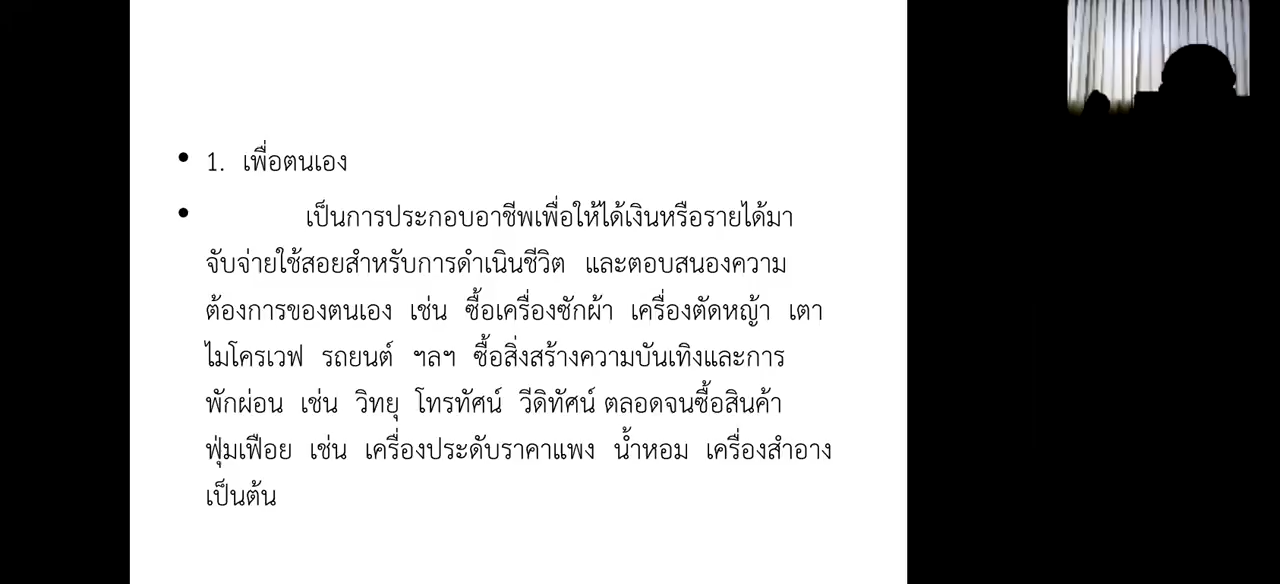 • 1. เพื่อตนเอง
• เป็นการประกอบอาชีพเพื่อให้ได้เงินหรือรายได้มา
จับจ่ายใช้สอยสำหรับการดำเนินชีวิต และตอบสนองความ
ต้องการของตนเอง เช่น ซื้อเครื่องซักผ้า เครื่องตัดหญ้า เตา
ไมโครเวฟ รถยนต์ ฯลฯ ซื้อสิ่งสร้างความบันเทิงและการ
พักผ่อน เช่น วิทยุ โทรทัศน์ วีดิทัศน์ ตลอดจนซื้อสินค้า
ฟุ่มเฟือย เช่น เครื่องประดับราคาแพง น้ำหอม เครื่องสำอาง
เป็นต้น